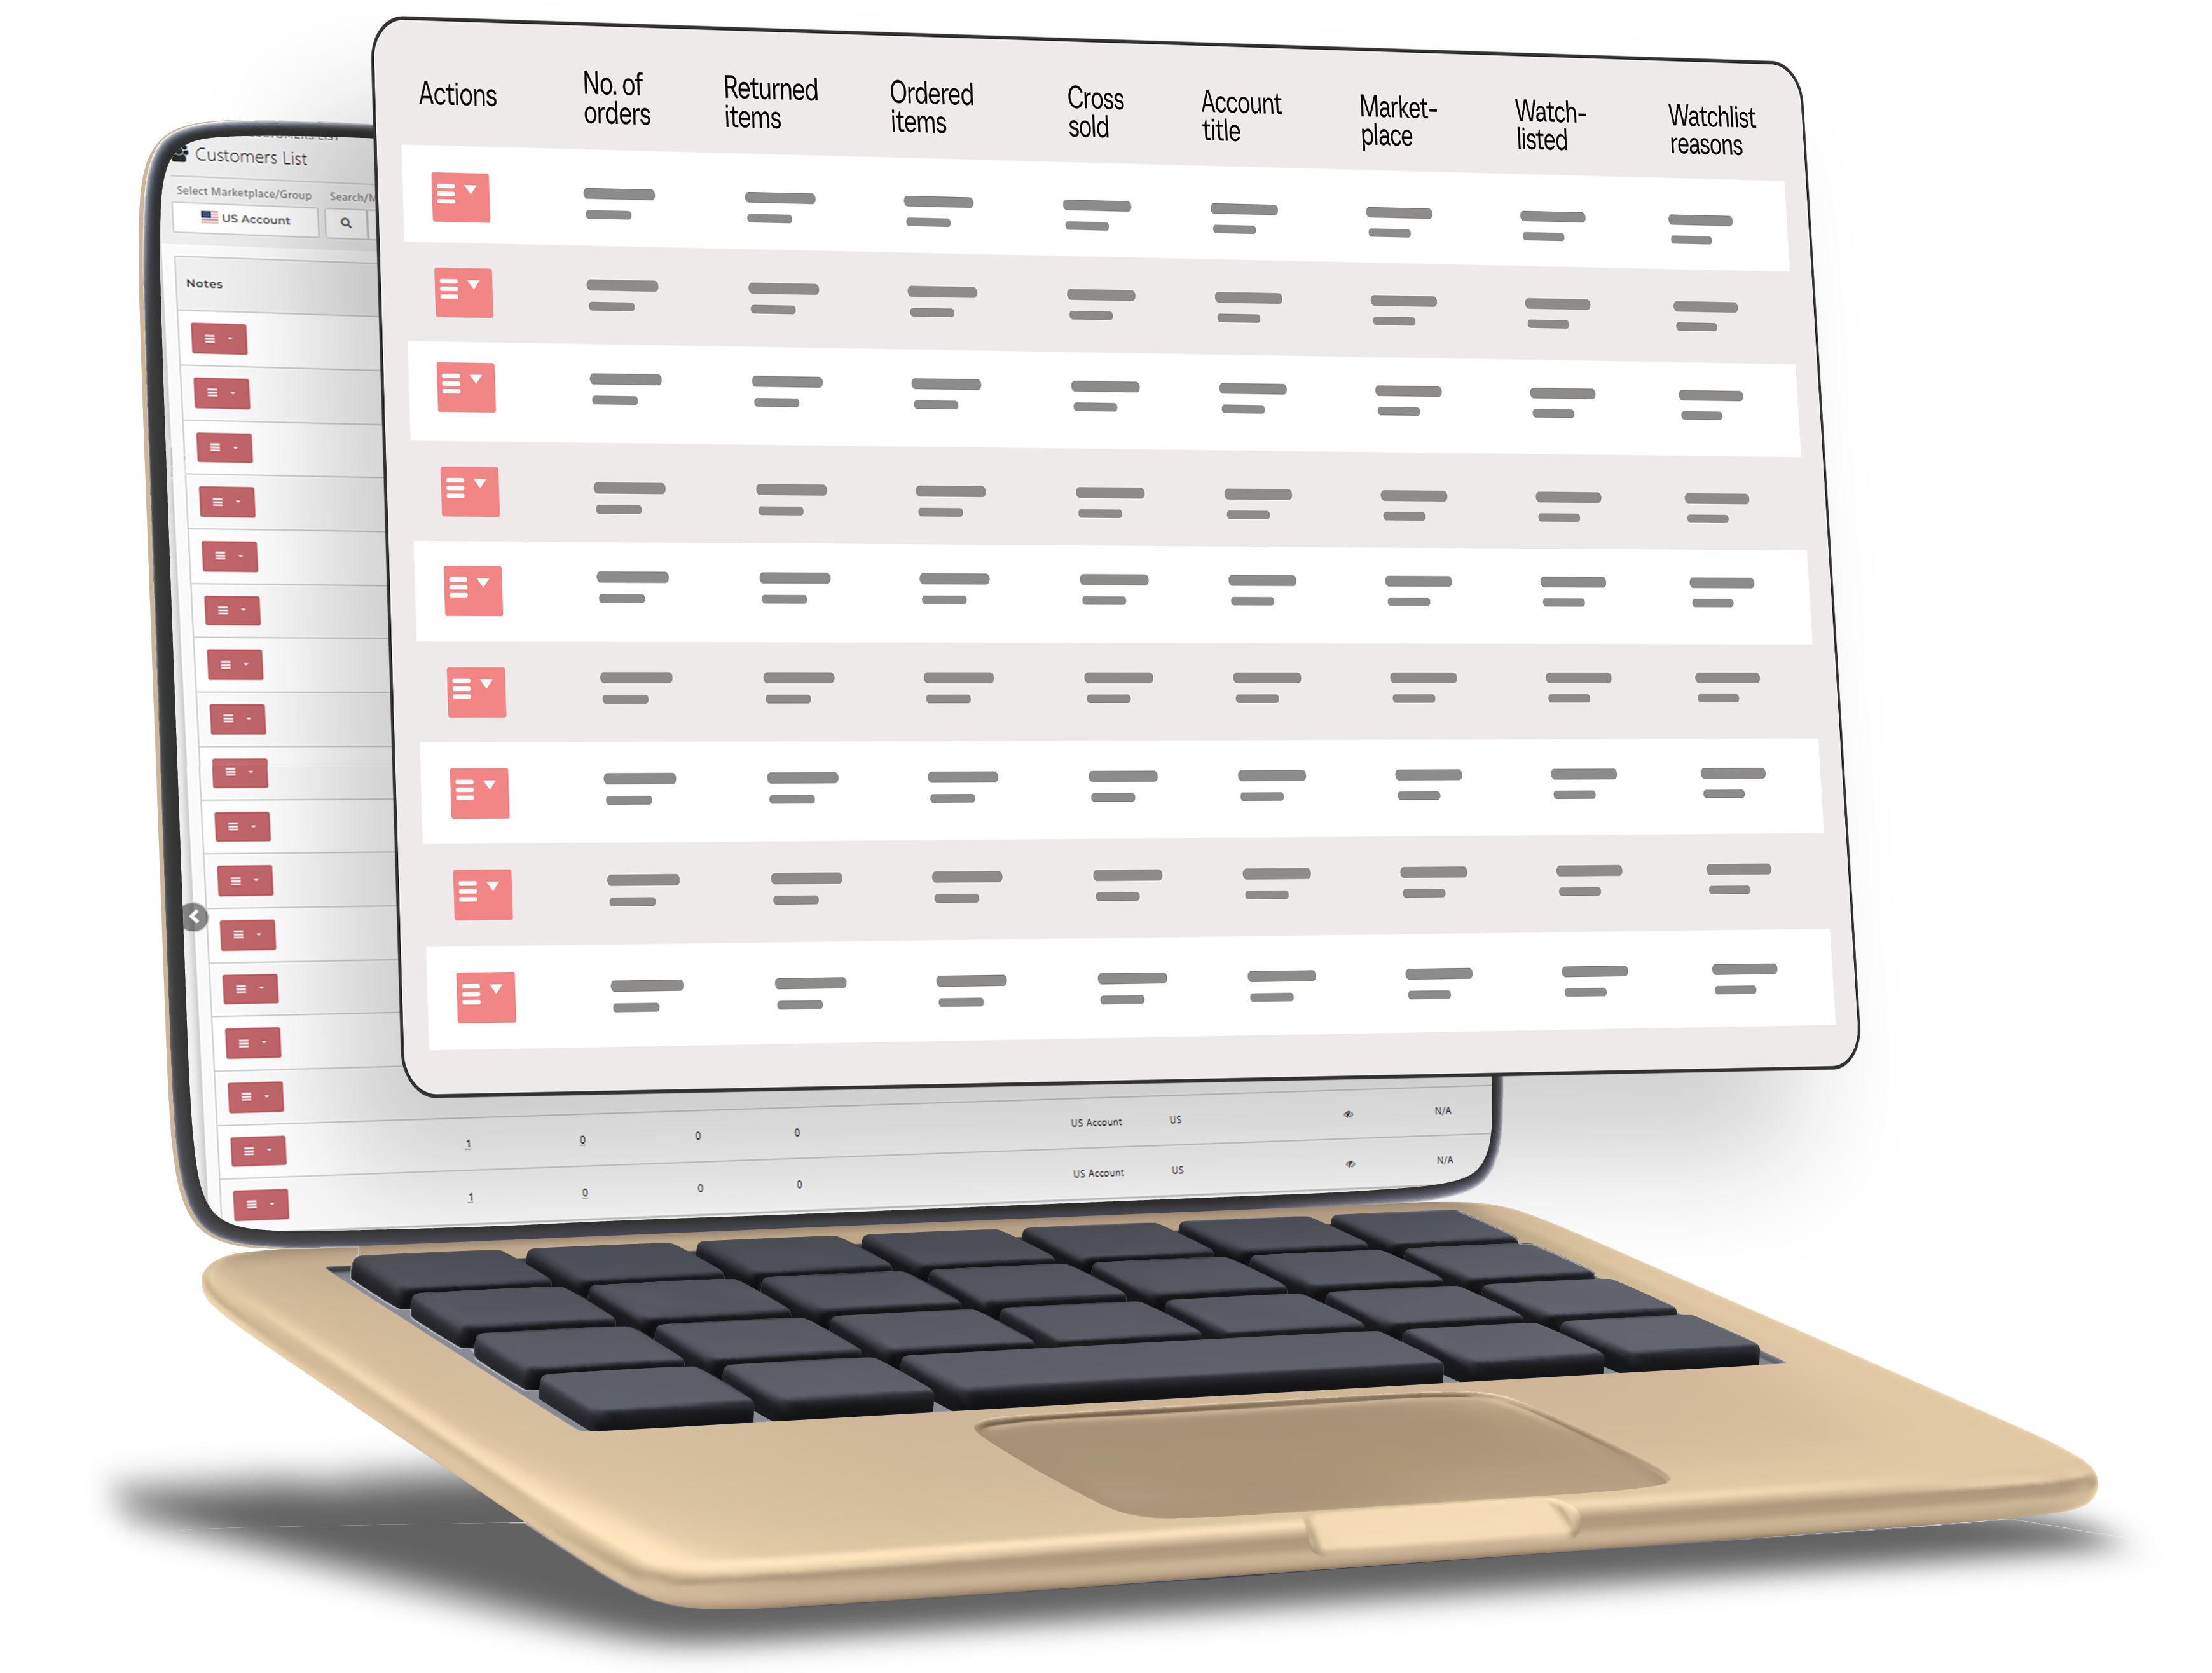 Actions
No. of
orders
Returned
items
Ordered
items
Cross
sold
Account
title
Market-
place
Watch-
listed
Watchlist
reasons
Customers List
Select Marketplace/Group Search/M
US Account
Notes
1 0 0 0 US Account US N/A
1 0 0 0 US Account US N/A